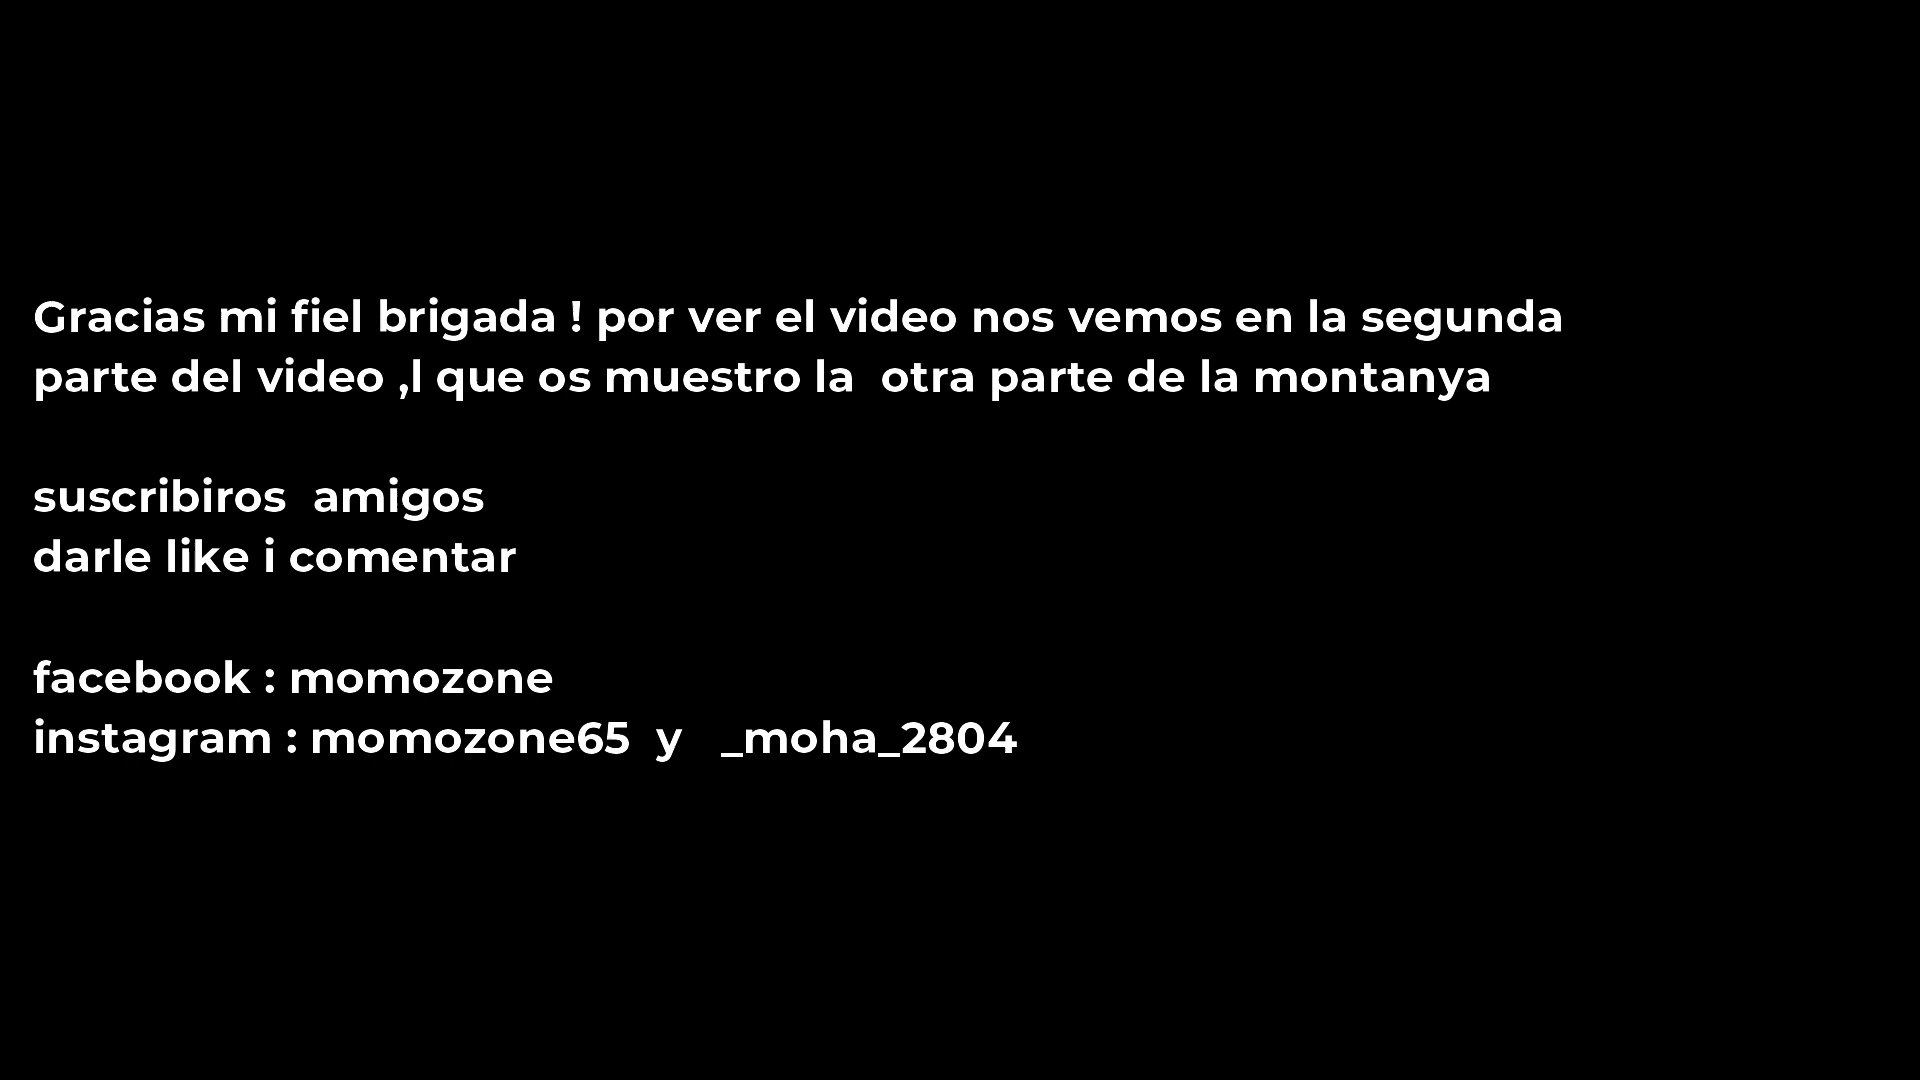 Gracias mi fiel brigada ! por ver el video nos vemos en la segunda
parte del video ,l que os muestro la  otra parte de la montanya
suscribiros  amigos
darle like i comentar
facebook : momozone
instagram : momozone65  y   _moha_2804